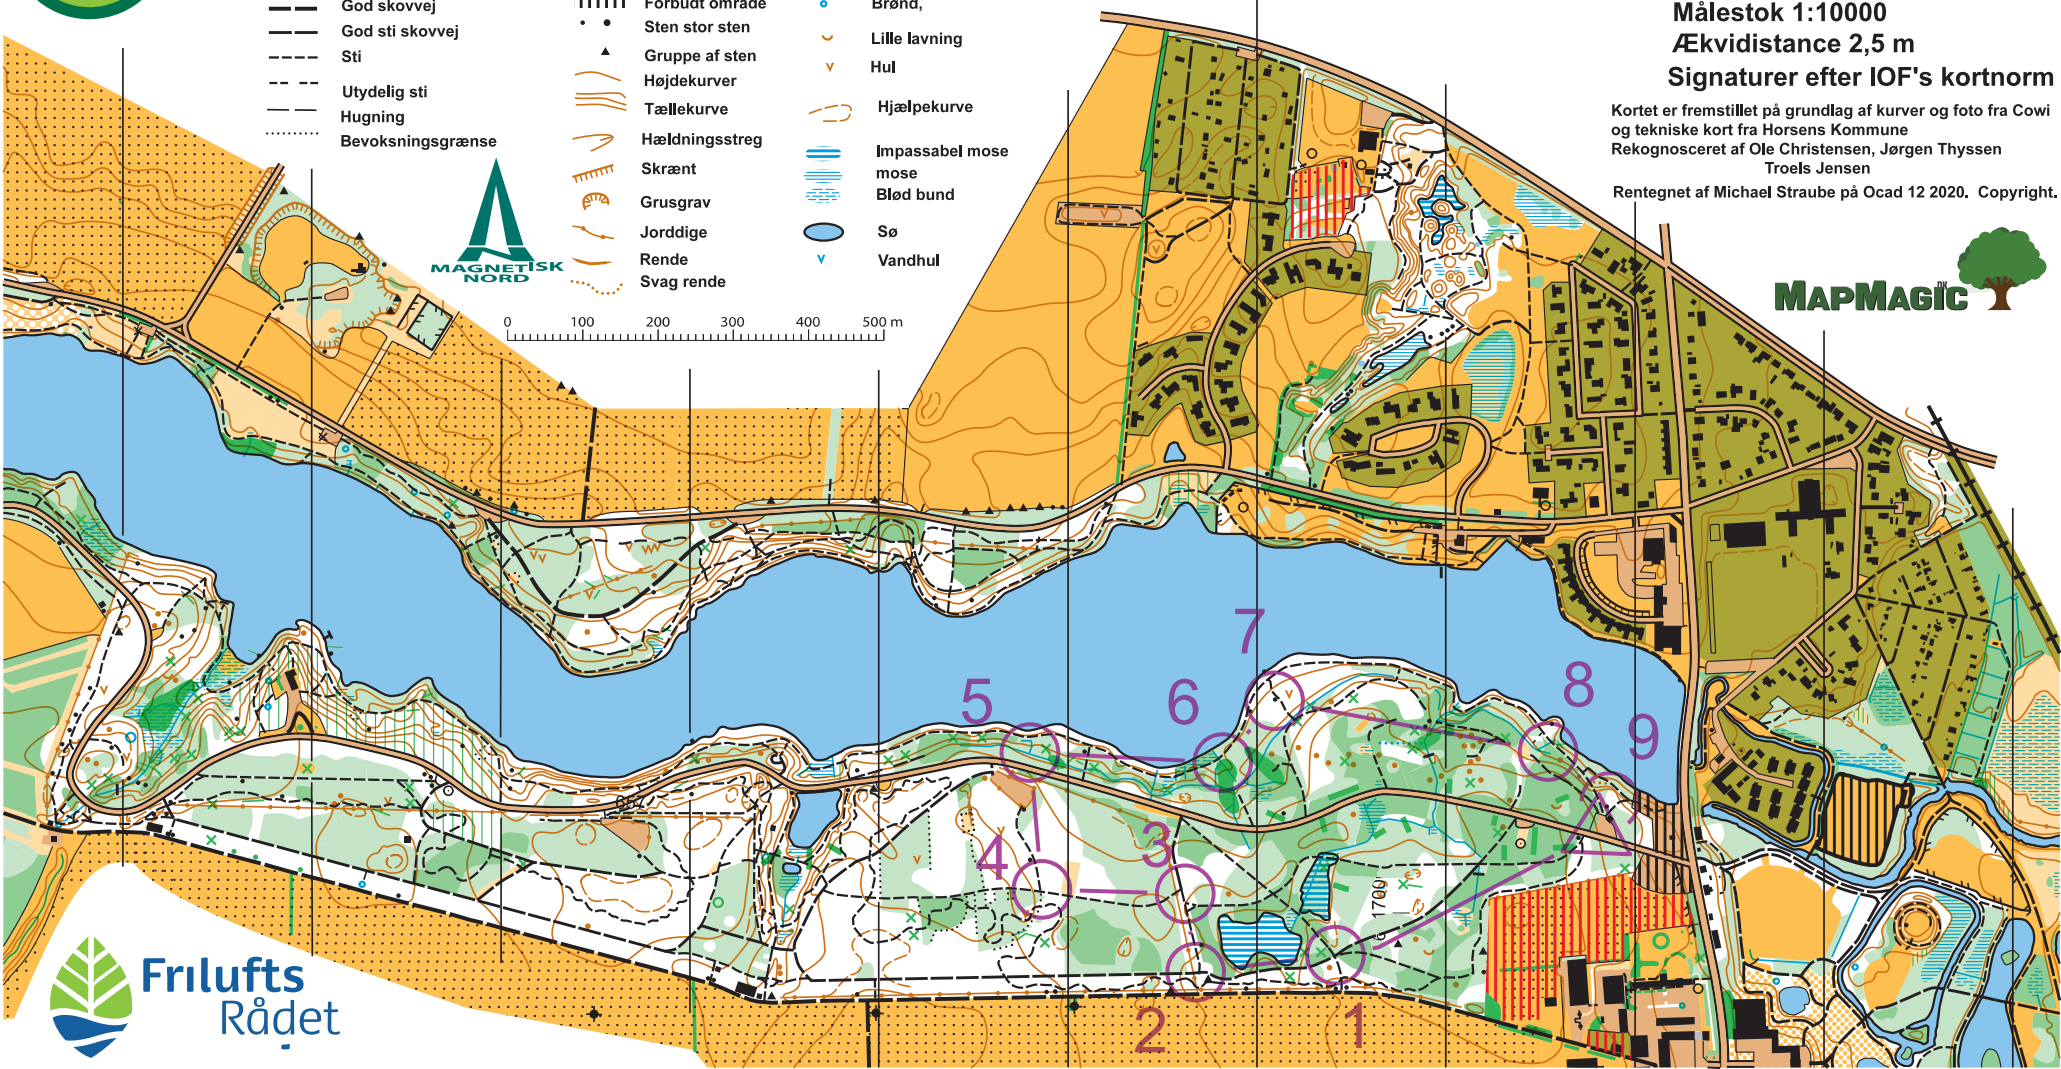 God skovvej
God sti skovvej
Sti
Utydelig sti
Hugning
Bevoksningsgrænse
Forbudt område
Sten stor sten
Gruppe af sten
Højdekurver
Tællekurve
Hældningsstreg
Skrænt
Grusgrav
Jorddige
Rende
Svag rende
Brønd,
Lille lavning
Hul
Hjælpekurve
Impassabel mose
mose
Blød bund
Sø
Vandhul
MAGNETISK
NORD
0 100 200 300 400 500 m
Målestok 1:10000
Ækvidistance 2,5 m
Signaturer efter IOF's kortnorm
Kortet er fremstillet på grundlag af kurver og foto fra Cowi
og tekniske kort fra Horsens Kommune
Rekognosceret af Ole Christensen, Jørgen Thyssen
Troels Jensen
Rentegnet af Michael Straube på Ocad 12 2020. Copyright.
MAPMAGIC
DK
7
5
6
8
9
3
4
1700
2
1
Frilufts
Rådet